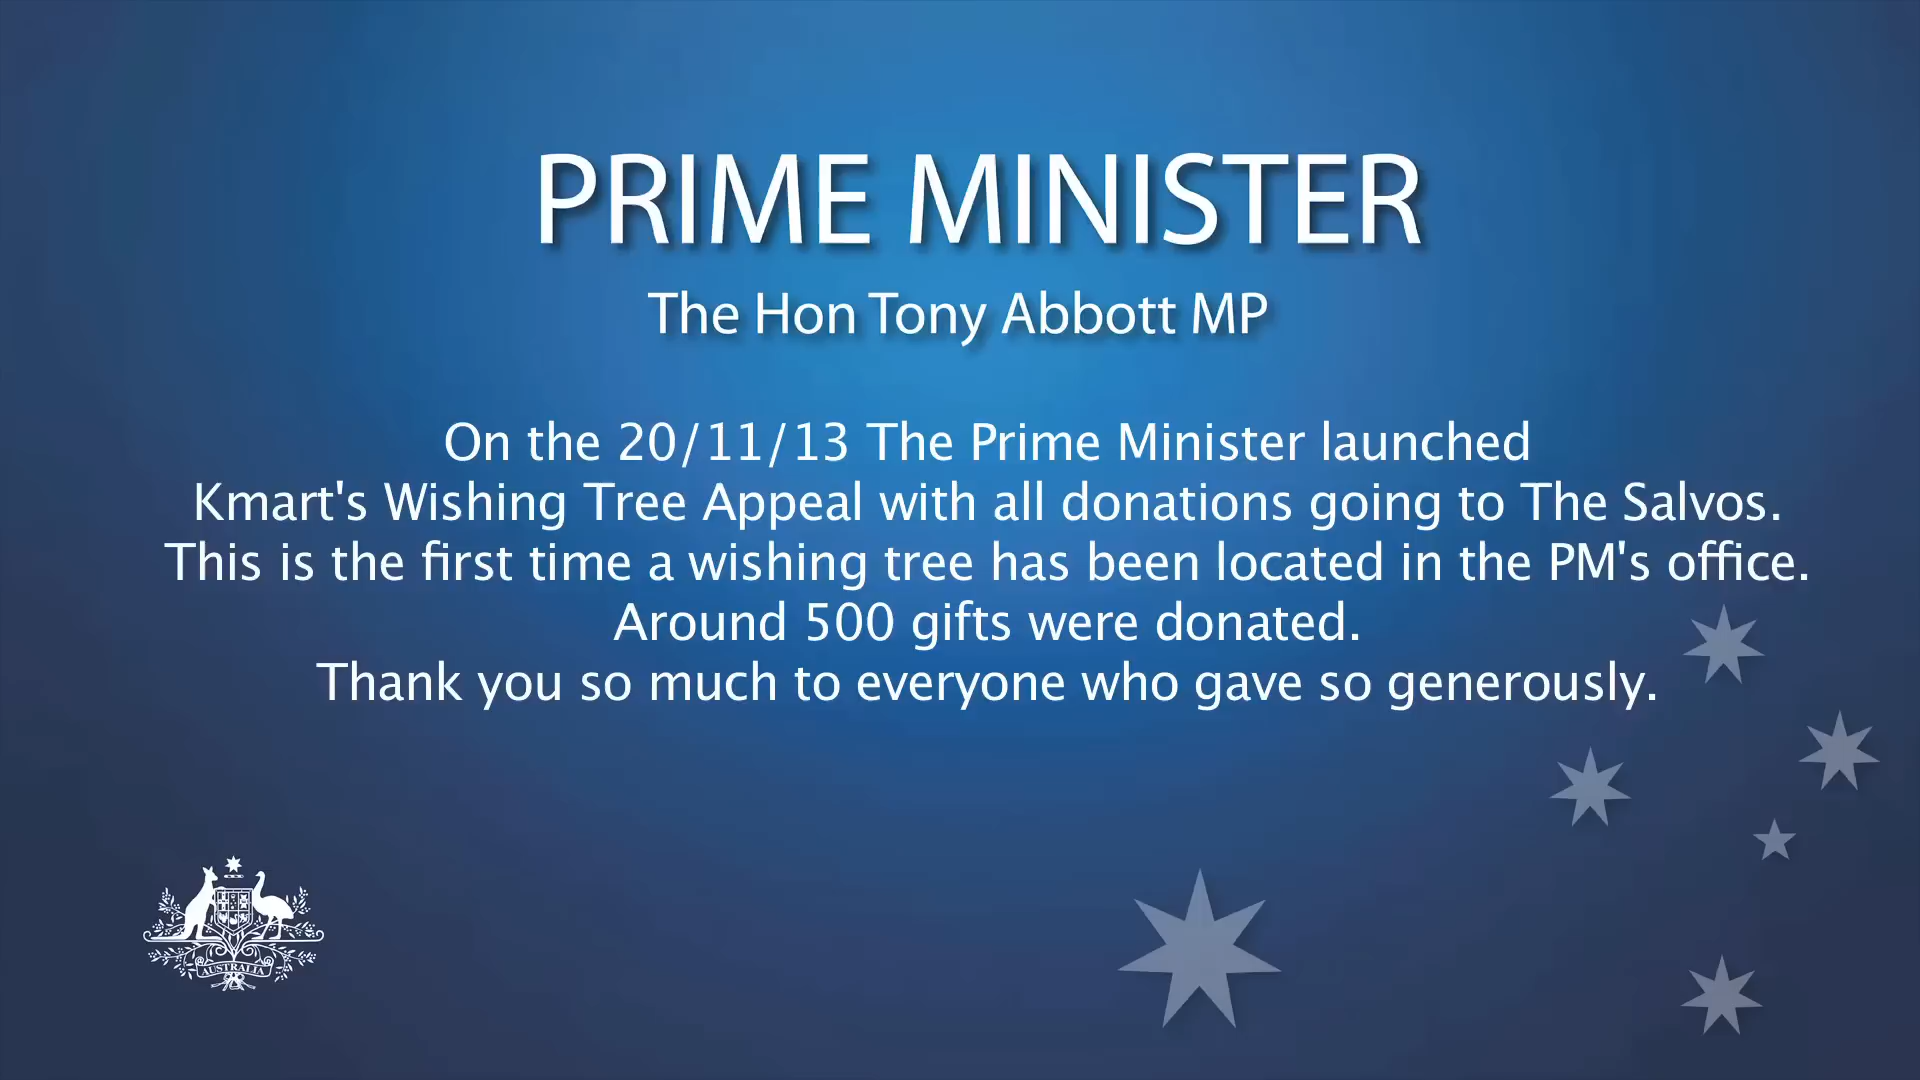 PRIME MINISTER
The Hon Tony Abbott MP
On the 20/11/13 The Prime Minister launched
Kmart's Wishing Tree Appeal with all donations going to The Salvos.
This is the first time a wishing tree has been located in the PM's office.
Around 500 gifts were donated.
Thank you so much to everyone who gave so generously.
AUSTRALIA